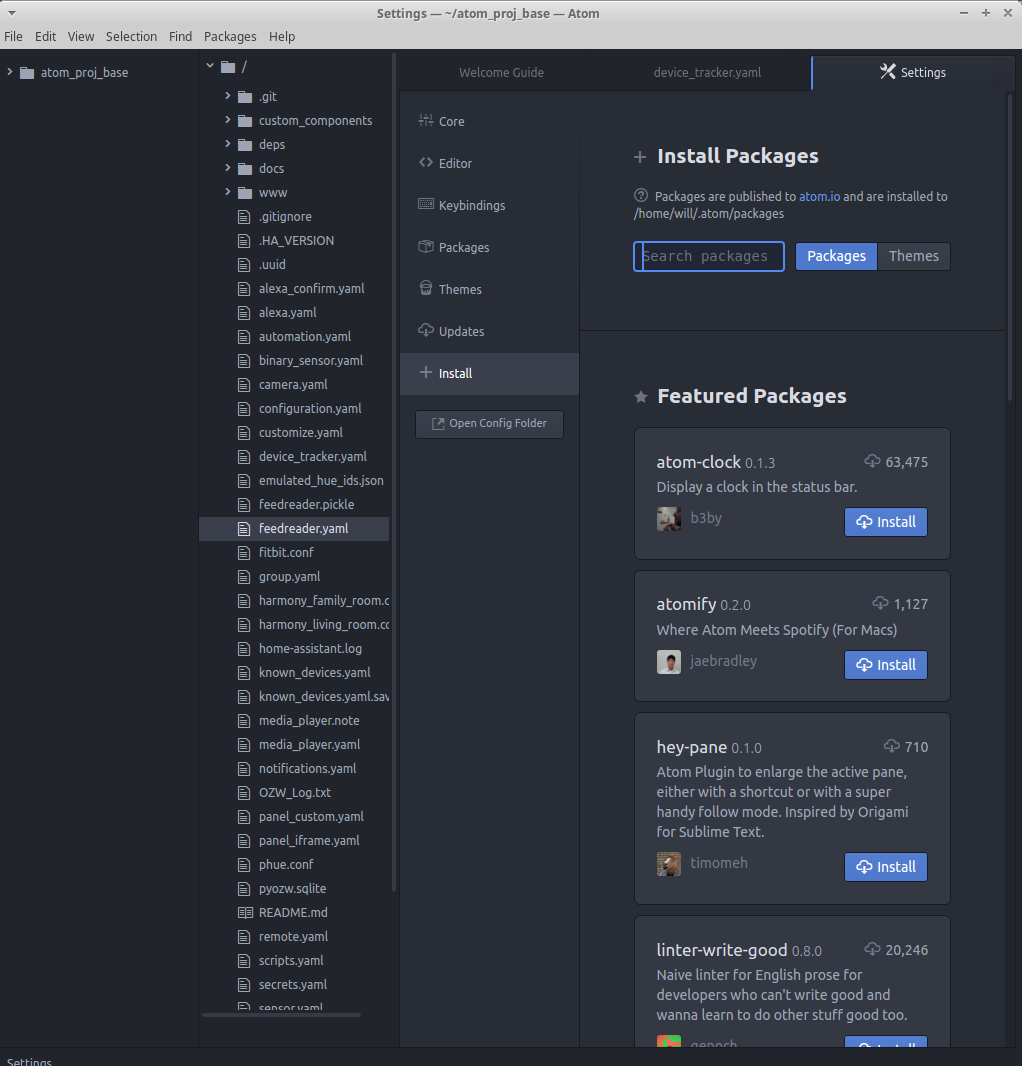 Settings — ~/atom_proj_base — Atom
File Edit View Selection Find Packages Help
atom_proj_base
/
.git
custom_components
deps
docs
www
.gitignore
.HA_VERSION
.uuid
alexa_confirm.yaml
alexa.yaml
automation.yaml
binary_sensor.yaml
camera.yaml
configuration.yaml
customize.yaml
device_tracker.yaml
emulated_hue_ids.json
feedreader.pickle
feedreader.yaml
fitbit.conf
group.yaml
harmony_family_room.c
harmony_living_room.co
home-assistant.log
known_devices.yaml
known_devices.yaml.sav
media_player.note
media_player.yaml
notifications.yaml
OZW_Log.txt
panel_custom.yaml
panel_iframe.yaml
phue.conf
pyozw.sqlite
README.md
remote.yaml
scripts.yaml
secrets.yaml
sensor.yaml
Welcome Guide device_tracker.yaml Settings
Core
Editor
Keybindings
Packages
Themes
Updates
Install
Open Config Folder
Install Packages
Packages are published to atom.io and are installed to
/home/will/.atom/packages
Search packages Packages Themes
Featured Packages
atom-clock 0.1.3 63,475
Display a clock in the status bar.
b3by Install
atomify 0.2.0 1,127
Where Atom Meets Spotify (For Macs)
jaebradley Install
hey-pane 0.1.0 710
Atom Plugin to enlarge the active pane,
either with a shortcut or with a super
handy follow mode. Inspired by Origami
for Sublime Text.
timomeh Install
linter-write-good 0.8.0 20,246
Naive linter for English prose for
developers who can't write good and
wanna learn to do other stuff good too.
gepoch Install
Settings